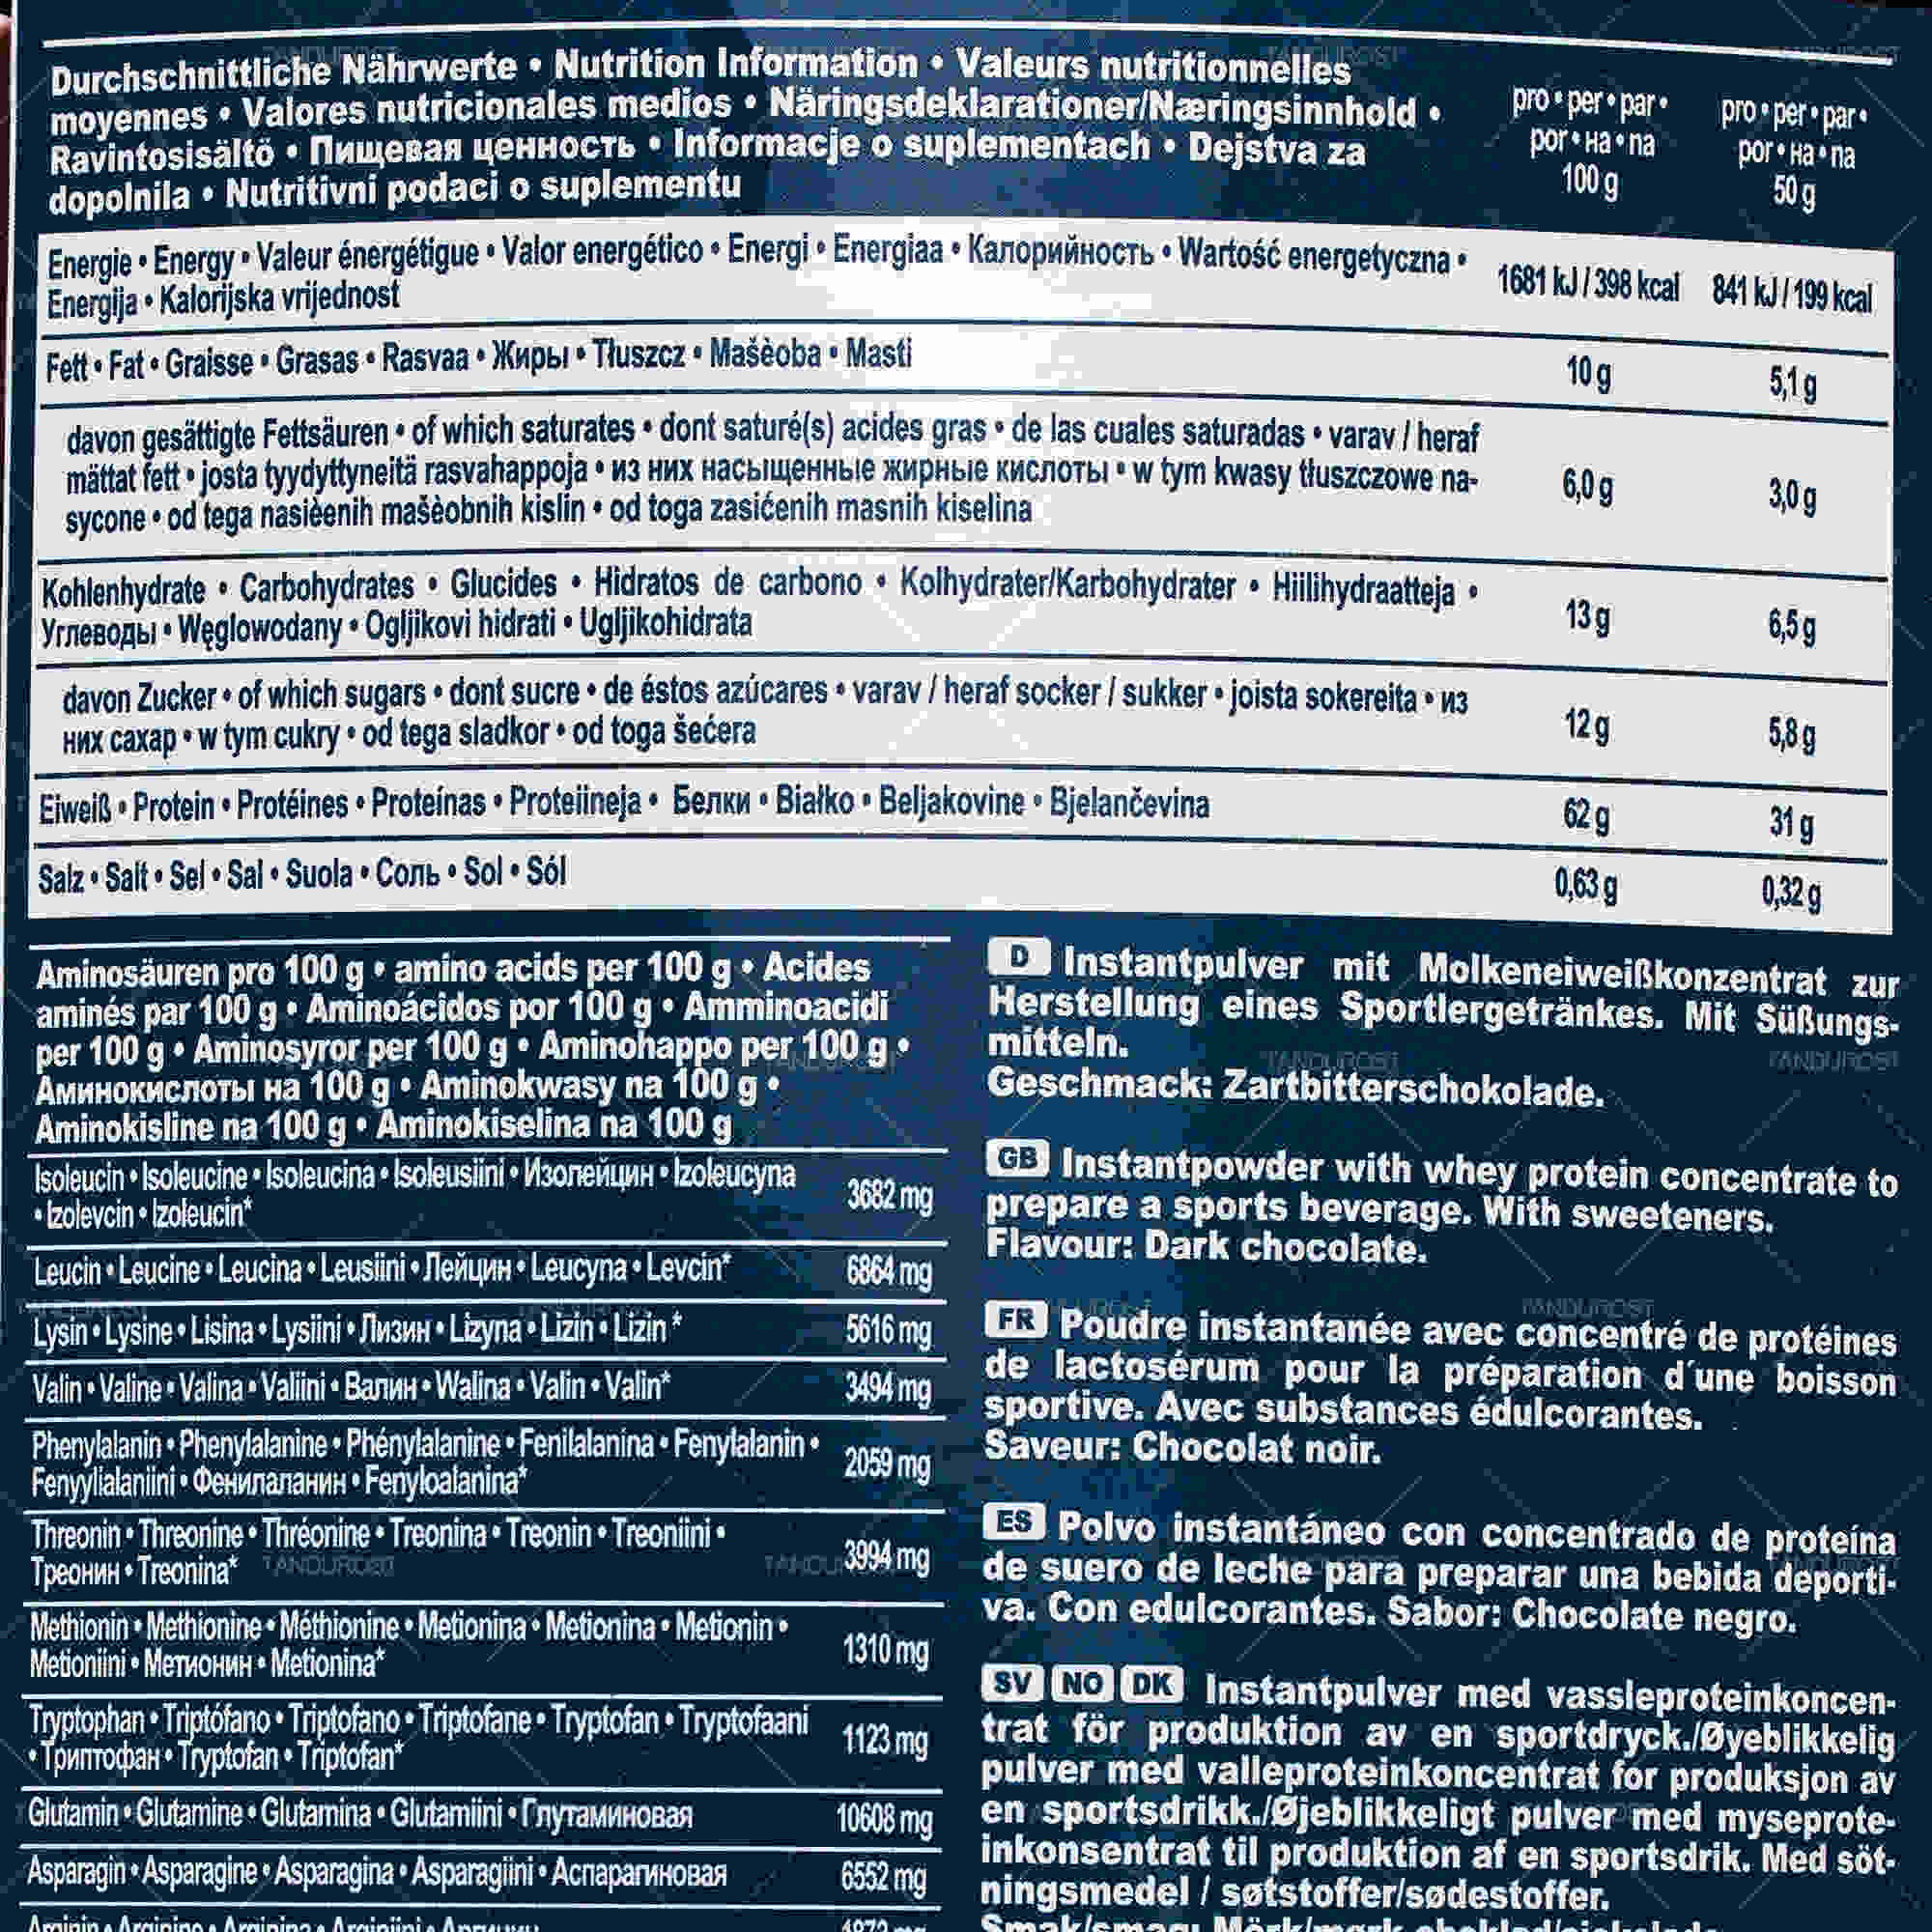 Durchschnittliche Nährwerte • Nutrition Information • Valeurs nutritionnelles
moyennes • Valores nutricionales medios • Näringsdeklarationer/Næringsinnhold •
Ravintosisältö • Пищевая ценность • Informacje o suplementach • Dejstva za
dopolnila • Nutritivni podaci o suplementu
pro • per • par •
por • на • na
100 g
pro • per • par •
por • на • na
50 g
Energie • Energy • Valeur énergétigue • Valor energético • Energi • Energiaa • Калорийность • Wartość energetyczna •
Energija • Kalorijska vrijednost
1681 kJ / 398 kcal 841 kJ / 199 kcal
Fett • Fat • Graisse • Grasas • Rasvaa • Жиры • Tłuszcz • Mašèoba • Masti
10 g 5,1 g
davon gesättigte Fettsäuren • of which saturates • dont saturé(s) acides gras • de las cuales saturadas • varav / heraf
mättat fett • josta tyydyttyneitä rasvahappoja • из них насыщенные жирные кислоты • w tym kwasy tłuszczowe na-
sycone • od tega nasièenih mašèobnih kislin • od toga zasićenih masnih kiselina
6,0 g 3,0 g
Kohlenhydrate • Carbohydrates • Glucides • Hidratos de carbono • Kolhydrater/Karbohydrater • Hiilihydraatteja •
Углеводы • Węglowodany • Ogljikovi hidrati • Ugljikohidrata
13 g 6,5 g
davon Zucker • of which sugars • dont sucre • de éstos azúcares • varav / heraf socker / sukker • joista sokereita • из
них сахар • w tym cukry • od tega sladkor • od toga šećera
12 g 5,8 g
Eiweiß • Protein • Protéines • Proteínas • Proteiineja • Белки • Białko • Beljakovine • Bjelančevina
62 g 31 g
Salz • Salt • Sel • Sal • Suola • Соль • Sol • Sól
0,63 g 0,32 g
Aminosäuren pro 100 g • amino acids per 100 g • Acides
aminés par 100 g • Aminoácidos por 100 g • Amminoacidi
per 100 g • Aminosyror per 100 g • Aminohappo per 100 g •
Аминокислоты на 100 g • Aminokwasy na 100 g •
Aminokisline na 100 g • Aminokiselina na 100 g
Isoleucin • Isoleucine • Isoleucina • Isoleusiini • Изолейцин • Izoleucyna
• Izolevcin • Izoleucin*
3682 mg
Leucin • Leucine • Leucina • Leusiini • Лейцин • Leucyna • Levcin*
6864 mg
Lysin • Lysine • Lisina • Lysiini • Лизин • Lizyna • Lizin • Lizin *
5616 mg
Valin • Valine • Valina • Valiini • Валин • Walina • Valin • Valin*
3494 mg
Phenylalanin • Phenylalanine • Phénylalanine • Fenilalanina • Fenylalanin •
Fenyylialaniini • Фенилаланин • Fenyloalanina*
2059 mg
Threonin • Threonine • Thréonine • Treonina • Treonin • Treoniini •
Треонин • Treonina*
3994 mg
Methionin • Methionine • Méthionine • Metionina • Metionina • Metionin •
Metioniini • Метионин • Metionina*
1310 mg
Tryptophan • Triptófano • Triptofano • Triptofane • Tryptofan • Tryptofaani
• Триптофан • Tryptofan • Triptofan*
1123 mg
Glutamin • Glutamine • Glutamina • Glutamiini • Глутаминовая
10608 mg
Asparagin • Asparagine • Asparagina • Asparagiini • Аспарагиновая
6552 mg
Arginin • Arginine • Arginina • Arginiini • Аргинин
D Instantpulver mit Molkeneiweißkonzentrat zur
Herstellung eines Sportlergetränkes. Mit Süßungs-
mitteln.
Geschmack: Zartbitterschokolade.
GB Instantpowder with whey protein concentrate to
prepare a sports beverage. With sweeteners.
Flavour: Dark chocolate.
FR Poudre instantanée avec concentré de protéines
de lactosérum pour la préparation d´une boisson
sportive. Avec substances édulcorantes.
Saveur: Chocolat noir.
ES Polvo instantáneo con concentrado de proteína
de suero de leche para preparar una bebida deporti-
va. Con edulcorantes. Sabor: Chocolate negro.
SV NO DK Instantpulver med vassleproteinkoncen-
trat för produktion av en sportdryck./Øyeblikkelig
pulver med valleproteinkoncentrat for produksjon av
en sportsdrikk./Øjeblikkeligt pulver med myseprote-
inkonsentrat til produktion af en sportsdrik. Med söt-
ningsmedel / søtstoffer/sødestoffer.